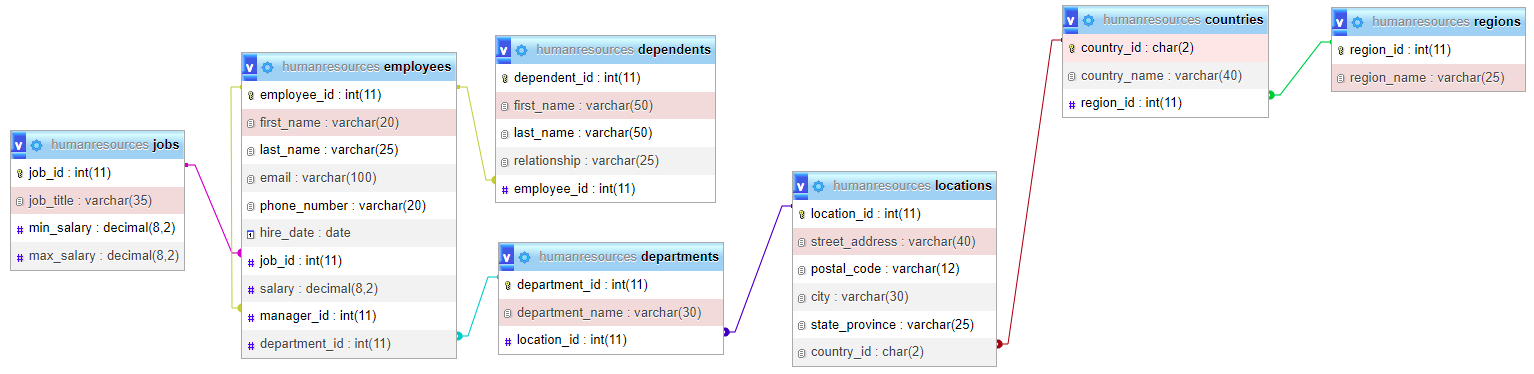 humanresources jobs
job_id : int(11)
job_title : varchar(35)
min_salary : decimal(8,2)
max_salary : decimal(8,2)
humanresources employees
employee_id : int(11)
first_name : varchar(20)
last_name : varchar(25)
email : varchar(100)
phone_number : varchar(20)
hire_date : date
job_id : int(11)
salary : decimal(8,2)
manager_id : int(11)
department_id : int(11)
humanresources dependents
dependent_id : int(11)
first_name : varchar(50)
last_name : varchar(50)
relationship : varchar(25)
employee_id : int(11)
humanresources departments
department_id : int(11)
department_name : varchar(30)
location_id : int(11)
humanresources locations
location_id : int(11)
street_address : varchar(40)
postal_code : varchar(12)
city : varchar(30)
state_province : varchar(25)
country_id : char(2)
humanresources countries
country_id : char(2)
country_name : varchar(40)
region_id : int(11)
humanresources regions
region_id : int(11)
region_name : varchar(25)